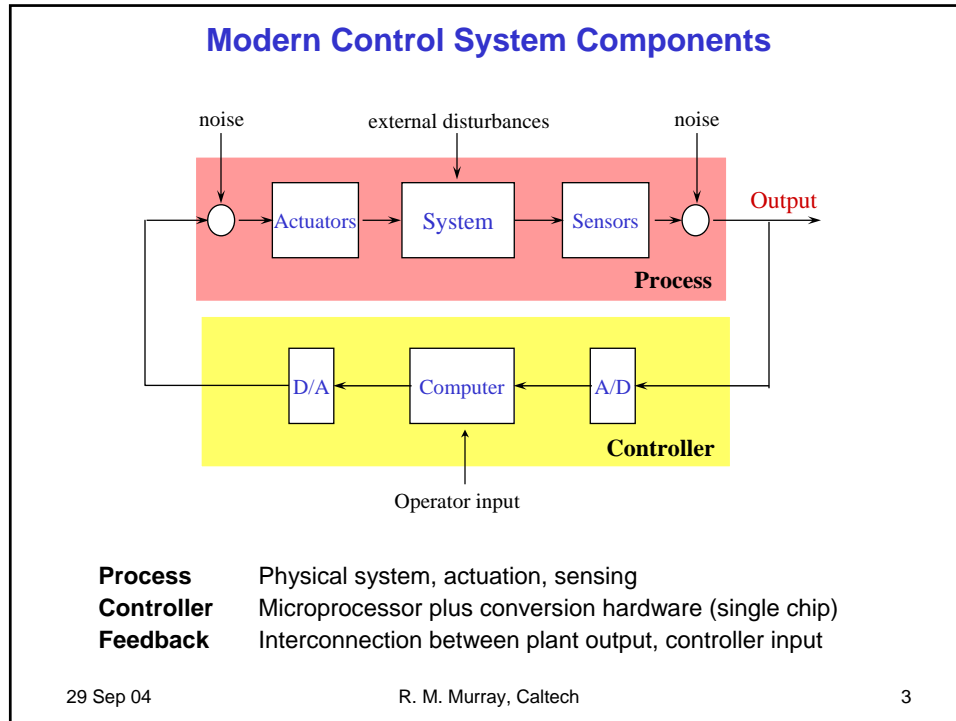 Modern Control System Components
noise external disturbances noise
Output
Actuators System Sensors
Process
D/A Computer A/D
Controller
Operator input
Process Physical system, actuation, sensing
Controller Microprocessor plus conversion hardware (single chip)
Feedback Interconnection between plant output, controller input
29 Sep 04 R. M. Murray, Caltech 3